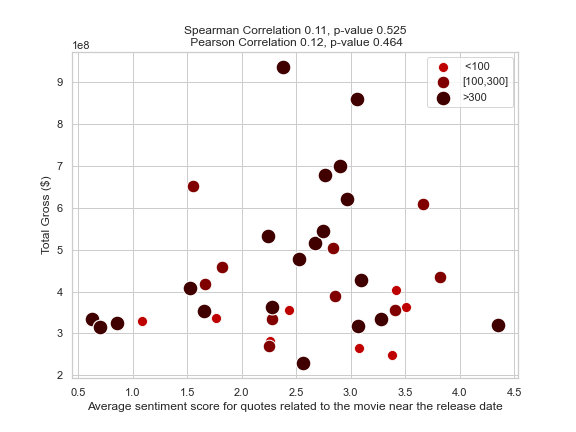 Spearman Correlation 0.11, p-value 0.525
Pearson Correlation 0.12, p-value 0.464
1e8
<100
[100,300]
>300
9
8
7
6
5
4
3
2
Total Gross ($)
0.5 1.0 1.5 2.0 2.5 3.0 3.5 4.0 4.5
Average sentiment score for quotes related to the movie near the release date